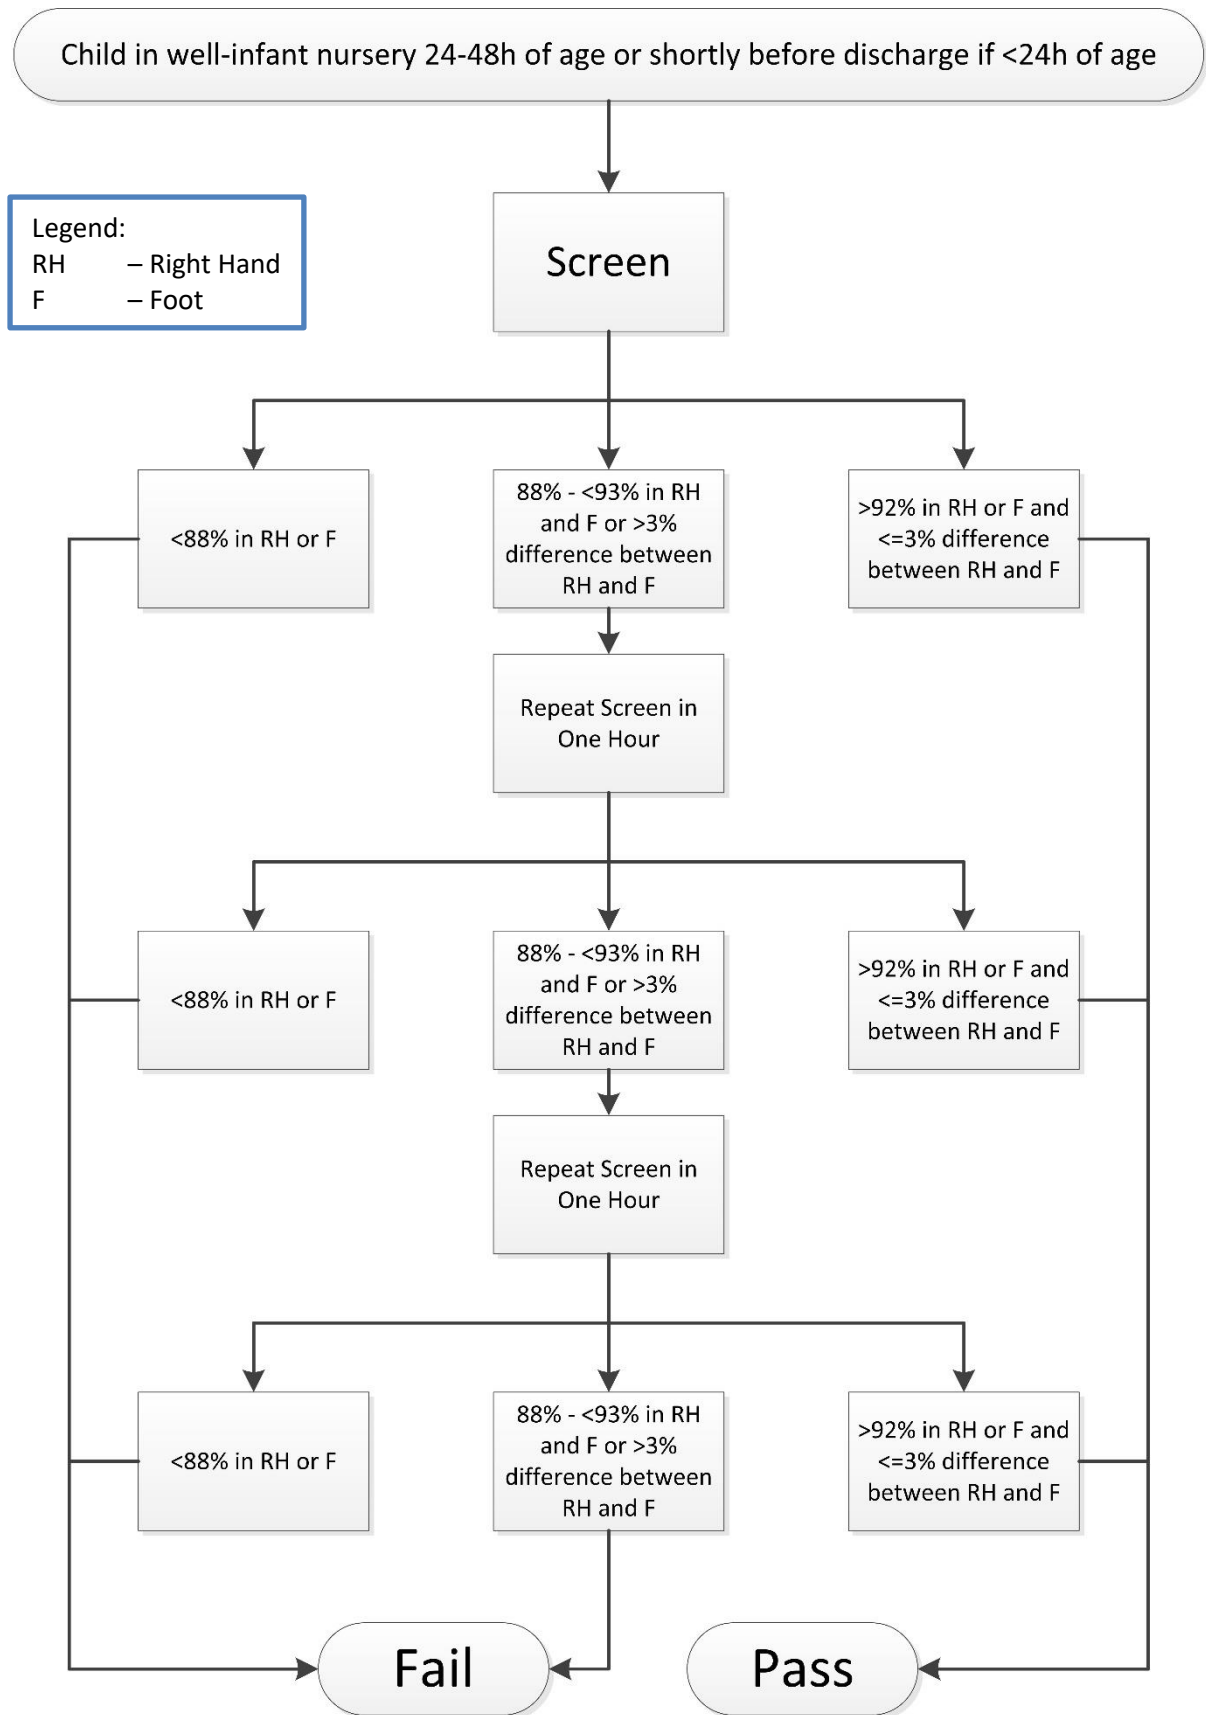 Child in well-infant nursery 24-48h of age or shortly before discharge if <24h of age
Legend:
RH – Right Hand
F – Foot
Screen
<88% in RH or F
88% - <93% in RH
and F or >3%
difference between
RH and F
>92% in RH or F and
<=3% difference
between RH and F
Repeat Screen in
One Hour
<88% in RH or F
88% - <93% in RH
and F or >3%
difference between
RH and F
>92% in RH or F and
<=3% difference
between RH and F
Repeat Screen in
One Hour
<88% in RH or F
88% - <93% in RH
and F or >3%
difference between
RH and F
>92% in RH or F and
<=3% difference
between RH and F
Fail
Pass